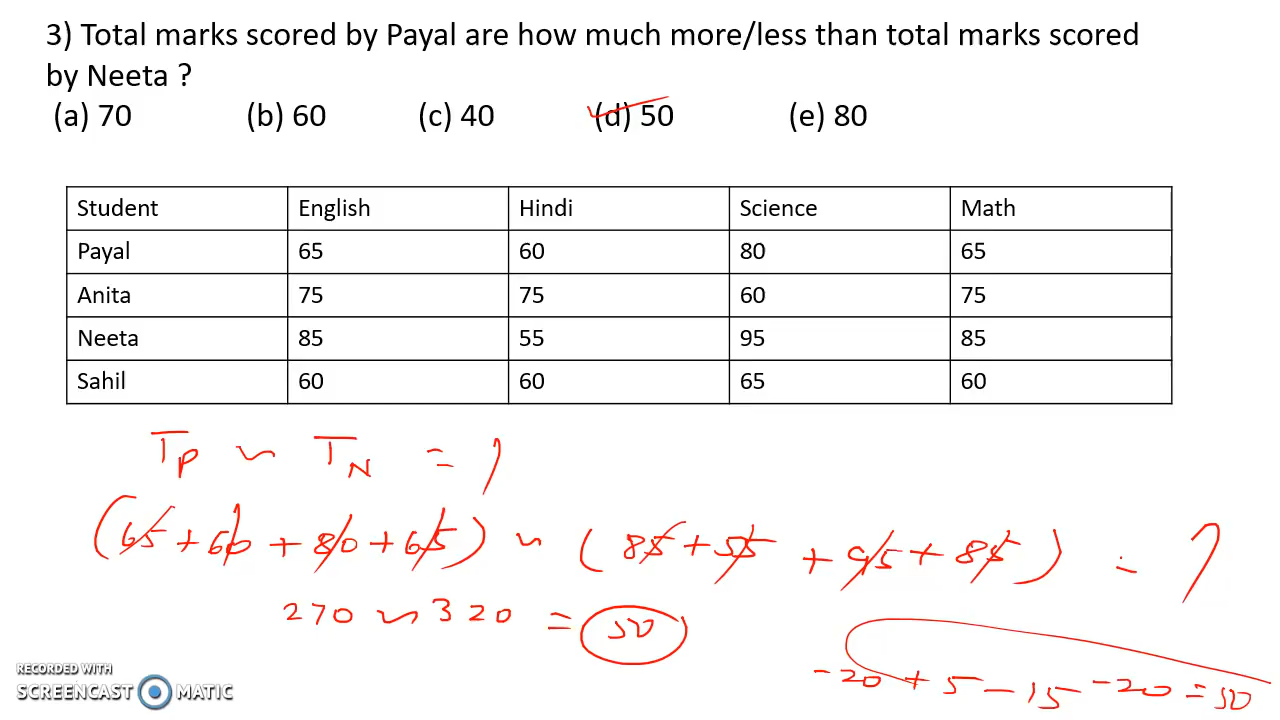 3) Total marks scored by Payal are how much more/less than total marks scored
by Neeta ?
(a) 70 (b) 60 (c) 40 (d) 50 (e) 80
Student English Hindi Science Math
Payal 65 60 80 65
Anita 75 75 60 75
Neeta 85 55 95 85
Sahil 60 60 65 60
TP ~ TN = ?
(65 + 60 + 80 + 65) ~ (85 + 55 + 95 + 85) = ?
270 ~ 320 = 50
-20 + 5 - 15 - 20 = 50
RECORDED WITH
SCREENCAST MATIC